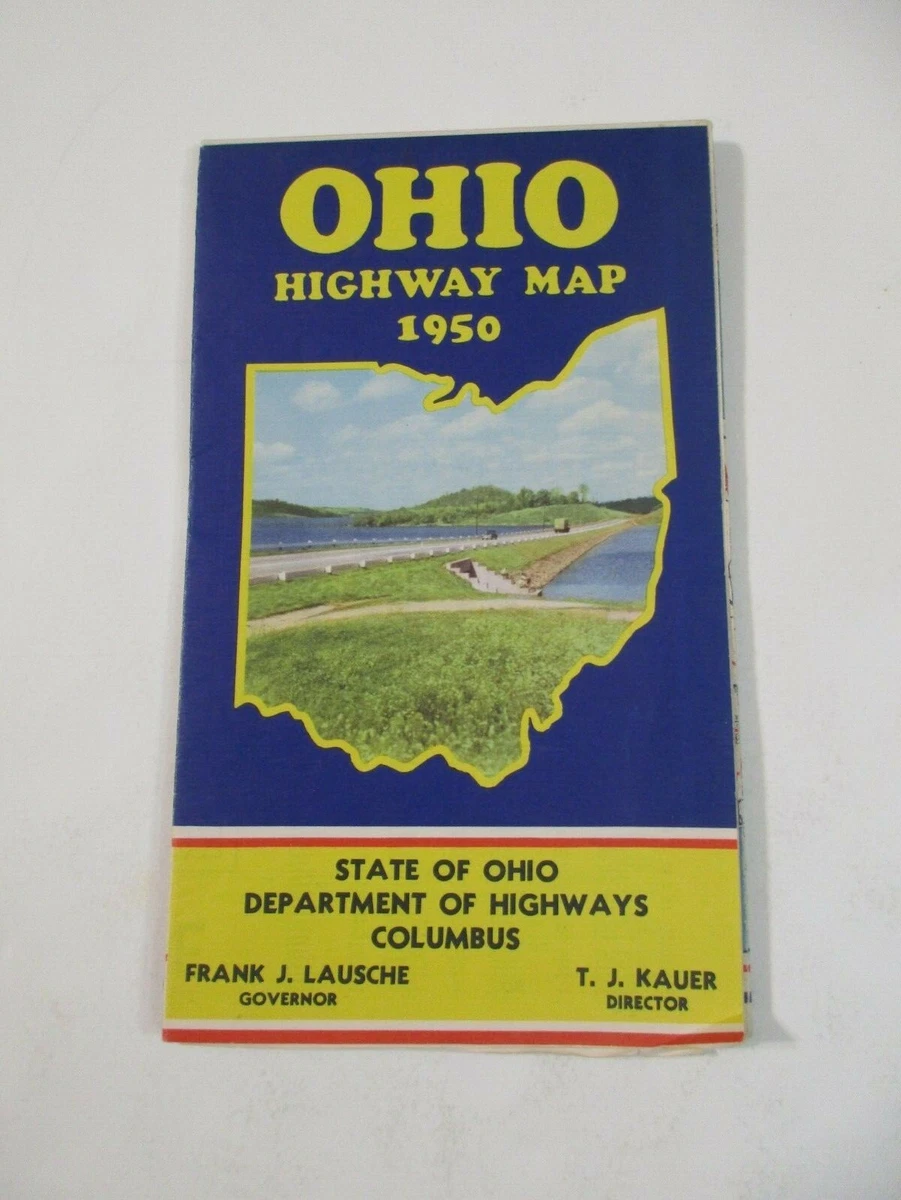 OHIO
HIGHWAY MAP
1950
STATE OF OHIO
DEPARTMENT OF HIGHWAYS
COLUMBUS
FRANK J. LAUSCHE T. J. KAUER
GOVERNOR DIRECTOR